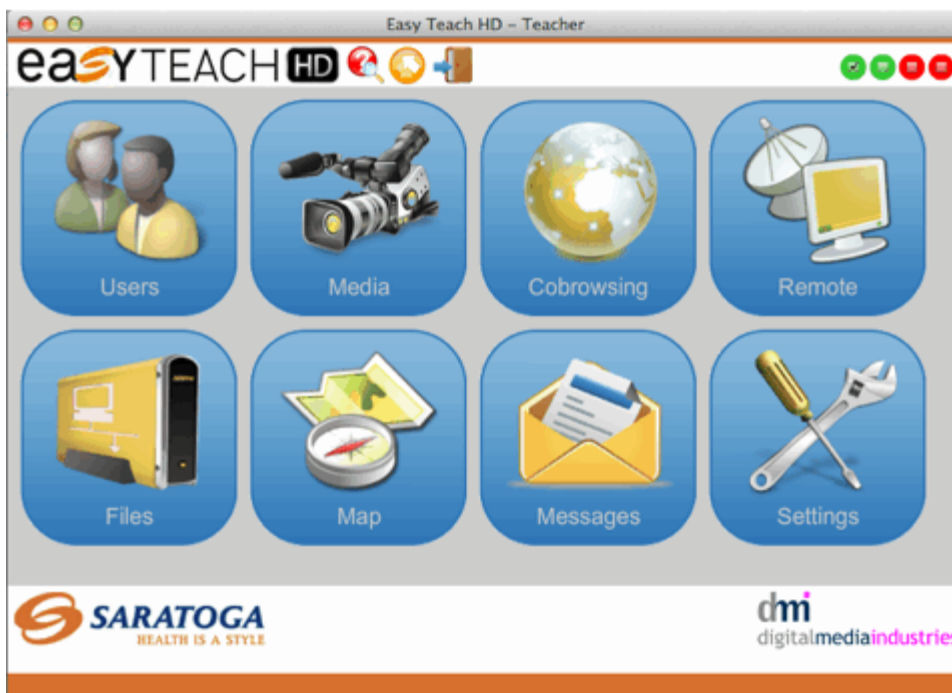 Easy Teach HD – Teacher
easyTEACH HD
Users
Media
Cobrowsing
Remote
Files
Map
Messages
Settings
SARATOGA
HEALTH IS A STYLE
dmi
digitalmediaindustries